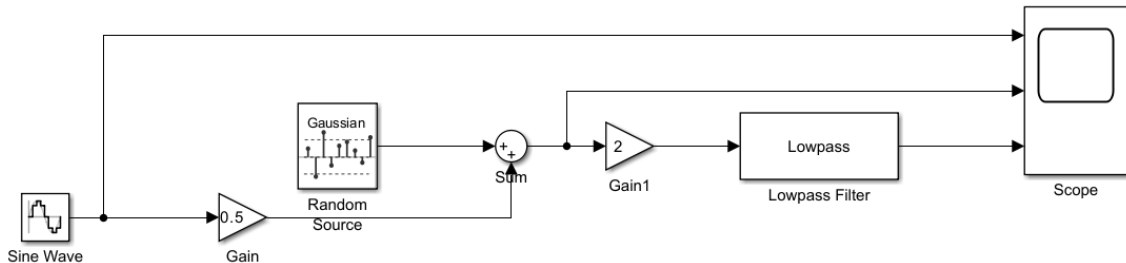 Gaussian
Random
Source
Sine Wave
0.5
Gain
+
+
Sum
2
Gain1
Lowpass
Lowpass Filter
Scope